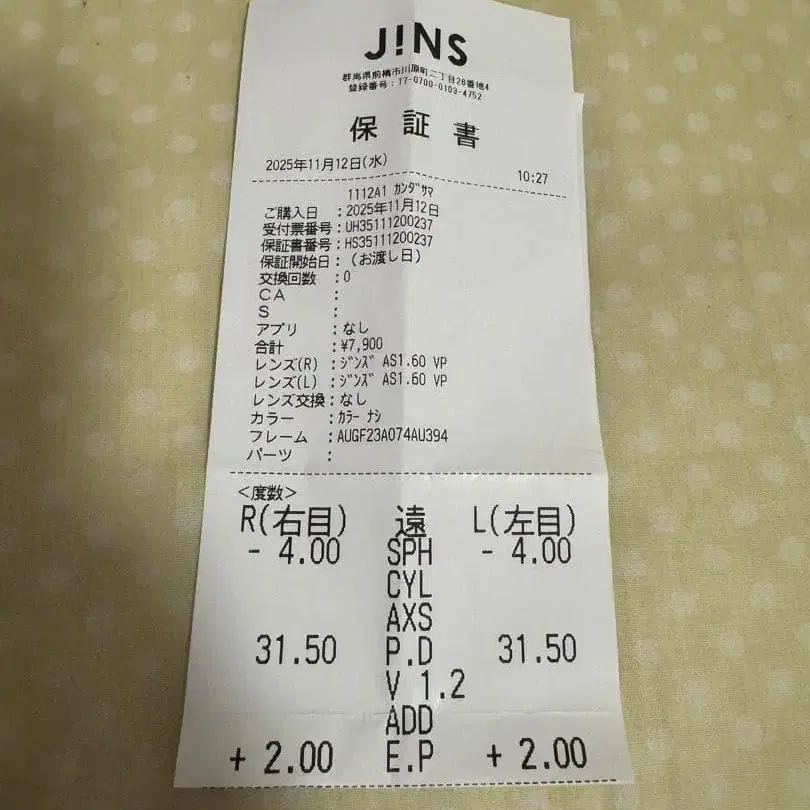 J!NS
群馬県前橋市川原町二丁目26番地4
登録番号：T7-0700-0103-4752
保 証 書
2025年11月12日(水)
10:27
1112A1 ｶﾝﾀﾞｻﾏ
ご購入日 ：2025年11月12日
受付票番号：UH35111200237
保証書番号：HS35111200237
保証開始日：(お渡し日)
交換回数 ：0
ＣＡ ：
Ｓ ：
アプリ ：なし
合計 ：¥7,900
レンズ(R) ：ｼﾞﾝｽﾞ AS1.60 VP
レンズ(L) ：ｼﾞﾝｽﾞ AS1.60 VP
レンズ交換：なし
カラー ：ｶﾗｰ ﾅｼ
フレーム ：AUGF23A074AU394
パーツ ：
＜度数＞
R(右目) 遠 L(左目)
- 4.00 SPH - 4.00
CYL
AXS
31.50 P.D 31.50
V 1.2
ADD
+ 2.00 E.P + 2.00